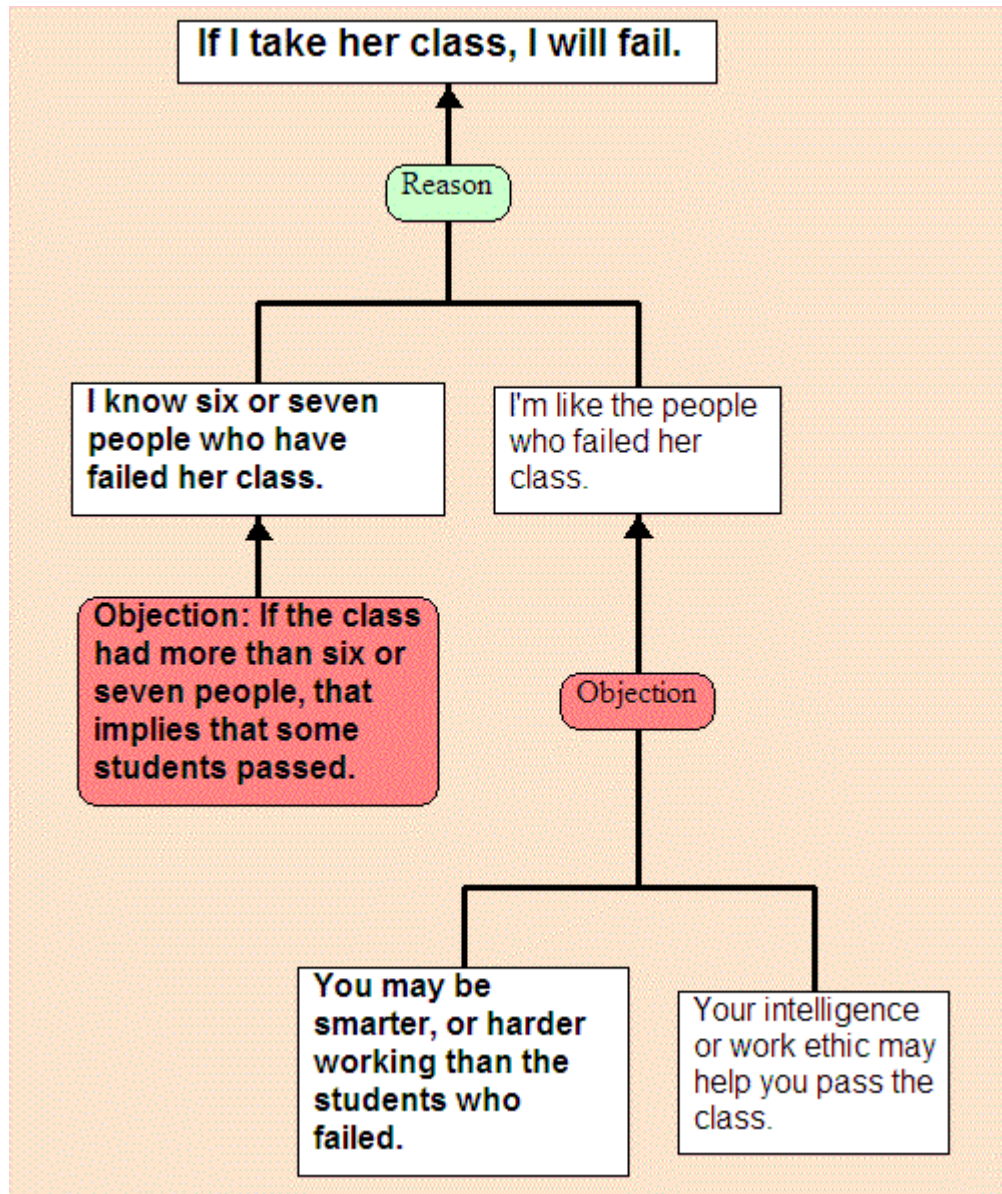 If I take her class, I will fail.
Reason
I know six or seven
people who have
failed her class.
I'm like the people
who failed her
class.
Objection: If the class
had more than six or
seven people, that
implies that some
students passed.
Objection
You may be
smarter, or harder
working than the
students who
failed.
Your intelligence
or work ethic may
help you pass the
class.